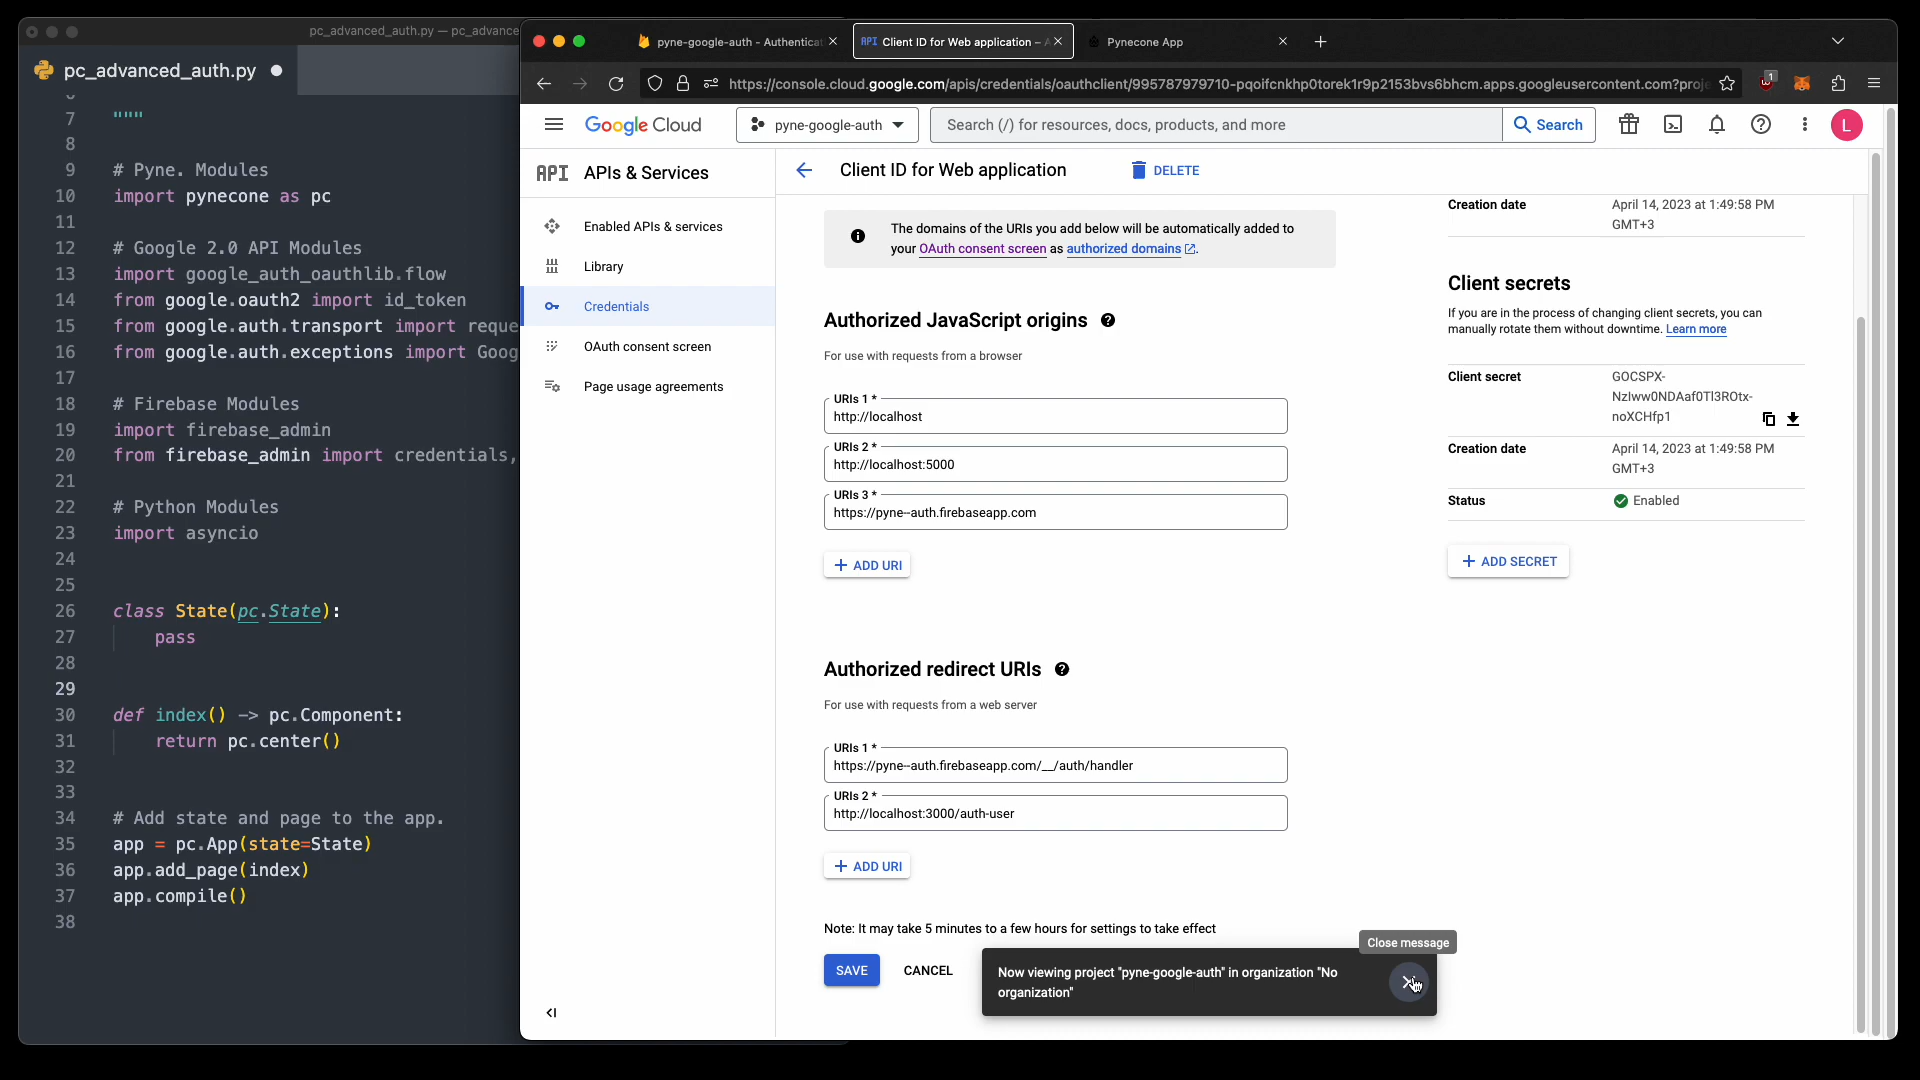 pc_advanced_auth.py — pc_advance
pc_advanced_auth.py
7 """
8
9 # Pyne. Modules
10 import pynecone as pc
11
12 # Google 2.0 API Modules
13 import google_auth_oauthlib.flow
14 from google.oauth2 import id_token
15 from google.auth.transport import reque
16 from google.auth.exceptions import Goog
17
18 # Firebase Modules
19 import firebase_admin
20 from firebase_admin import credentials,
21
22 # Python Modules
23 import asyncio
24
25
26 class State(pc.State):
27 pass
28
29
30 def index() -> pc.Component:
31 return pc.center()
32
33
34 # Add state and page to the app.
35 app = pc.App(state=State)
36 app.add_page(index)
37 app.compile()
38
pyne-google-auth - Authenticat
API Client ID for Web application –
Pynecone App
https://console.cloud.google.com/apis/credentials/oauthclient/995787979710-pqoifcnkhp0torek1r9p2153bvs6bhcm.apps.googleusercontent.com?proje
1
Google Cloud
pyne-google-auth
Search (/) for resources, docs, products, and more
Search
L
API APIs & Services
Enabled APIs & services
Library
Credentials
OAuth consent screen
Page usage agreements
Client ID for Web application
DELETE
The domains of the URIs you add below will be automatically added to
your OAuth consent screen as authorized domains.
Authorized JavaScript origins
For use with requests from a browser
URIs 1 *
http://localhost
URIs 2 *
http://localhost:5000
URIs 3 *
https://pyne--auth.firebaseapp.com
+ ADD URI
Authorized redirect URIs
For use with requests from a web server
URIs 1 *
https://pyne--auth.firebaseapp.com/__/auth/handler
URIs 2 *
http://localhost:3000/auth-user
+ ADD URI
Note: It may take 5 minutes to a few hours for settings to take effect
SAVE
CANCEL
Creation date
April 14, 2023 at 1:49:58 PM
GMT+3
Client secrets
If you are in the process of changing client secrets, you can
manually rotate them without downtime. Learn more
Client secret
GOCSPX-
NzIww0NDAaf0Tl3ROtx-
noXCHfp1
Creation date
April 14, 2023 at 1:49:58 PM
GMT+3
Status
Enabled
+ ADD SECRET
Close message
Now viewing project "pyne-google-auth" in organization "No
organization"